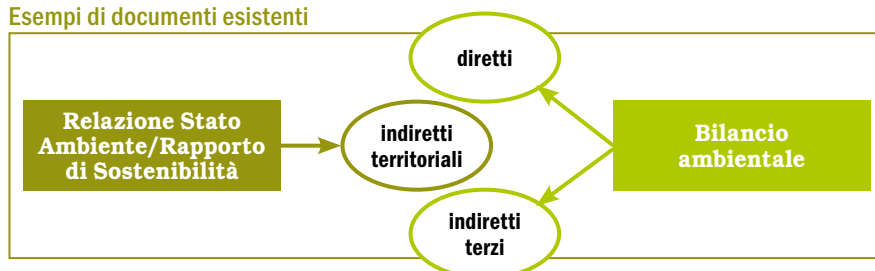 Esempi di documenti esistenti
diretti
Relazione Stato
Ambiente/Rapporto
di Sostenibilità
indiretti
territoriali
Bilancio
ambientale
indiretti
terzi